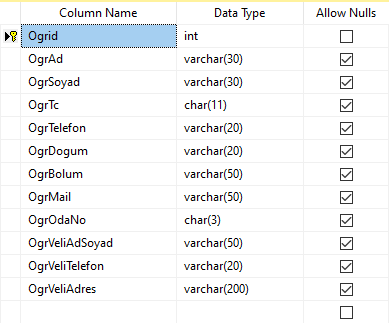 Column Name Data Type Allow Nulls
Ogrid int
OgrAd varchar(30)
OgrSoyad varchar(30)
OgrTc char(11)
OgrTelefon varchar(20)
OgrDogum varchar(20)
OgrBolum varchar(50)
OgrMail varchar(50)
OgrOdaNo char(3)
OgrVeliAdSoyad varchar(50)
OgrVeliTelefon varchar(20)
OgrVeliAdres varchar(200)